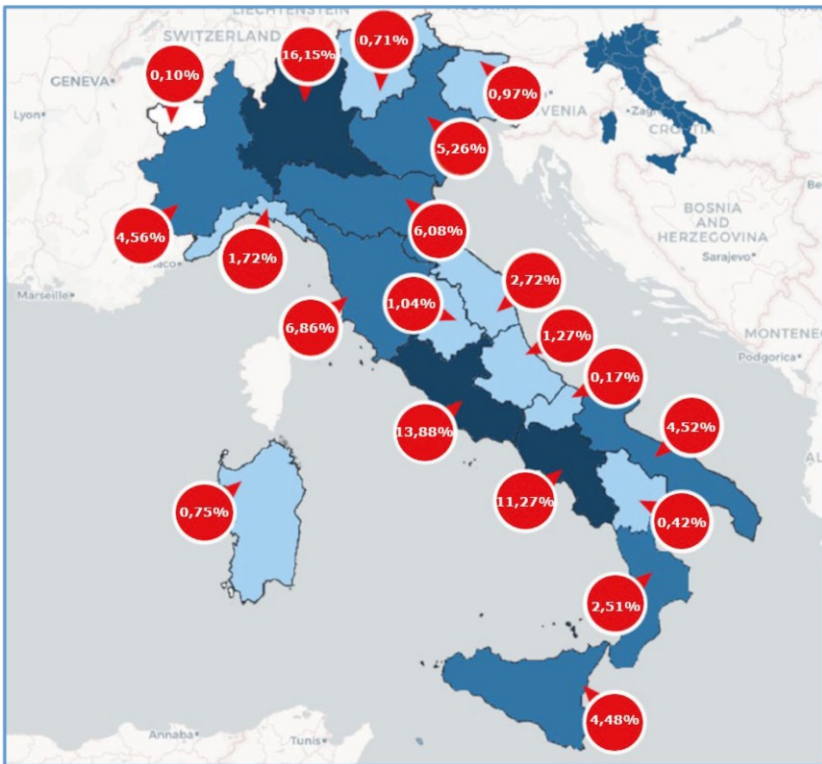 LIECHTENSTEIN
SWITZERLAND
16,15%
0,71%
0,10%
0,97%
GENEVA
Lyon
VENIA
CROATIA
5,26%
4,56%
1,72%
6,08%
BOSNIA
AND
HERZEGOVINA
Sarajevo
Marseille
2,72%
1,04%
1,27%
6,86%
MONTENEG
Podgorica
0,17%
13,88%
4,52%
11,27%
0,75%
0,42%
2,51%
4,48%
Annaba
Tunis